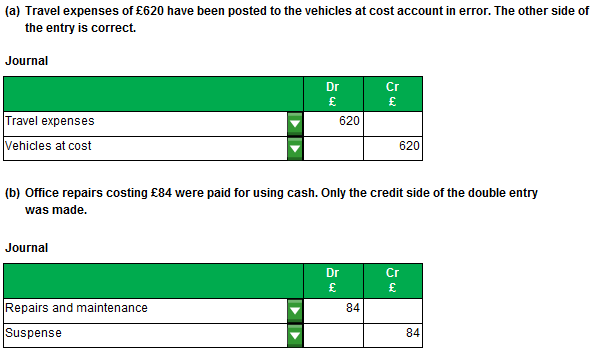 (a) Travel expenses of £620 have been posted to the vehicles at cost account in error. The other side of
the entry is correct.
Journal
Dr Cr
£ £
Travel expenses 620
Vehicles at cost 620
(b) Office repairs costing £84 were paid for using cash. Only the credit side of the double entry
was made.
Journal
Dr Cr
£ £
Repairs and maintenance 84
Suspense 84